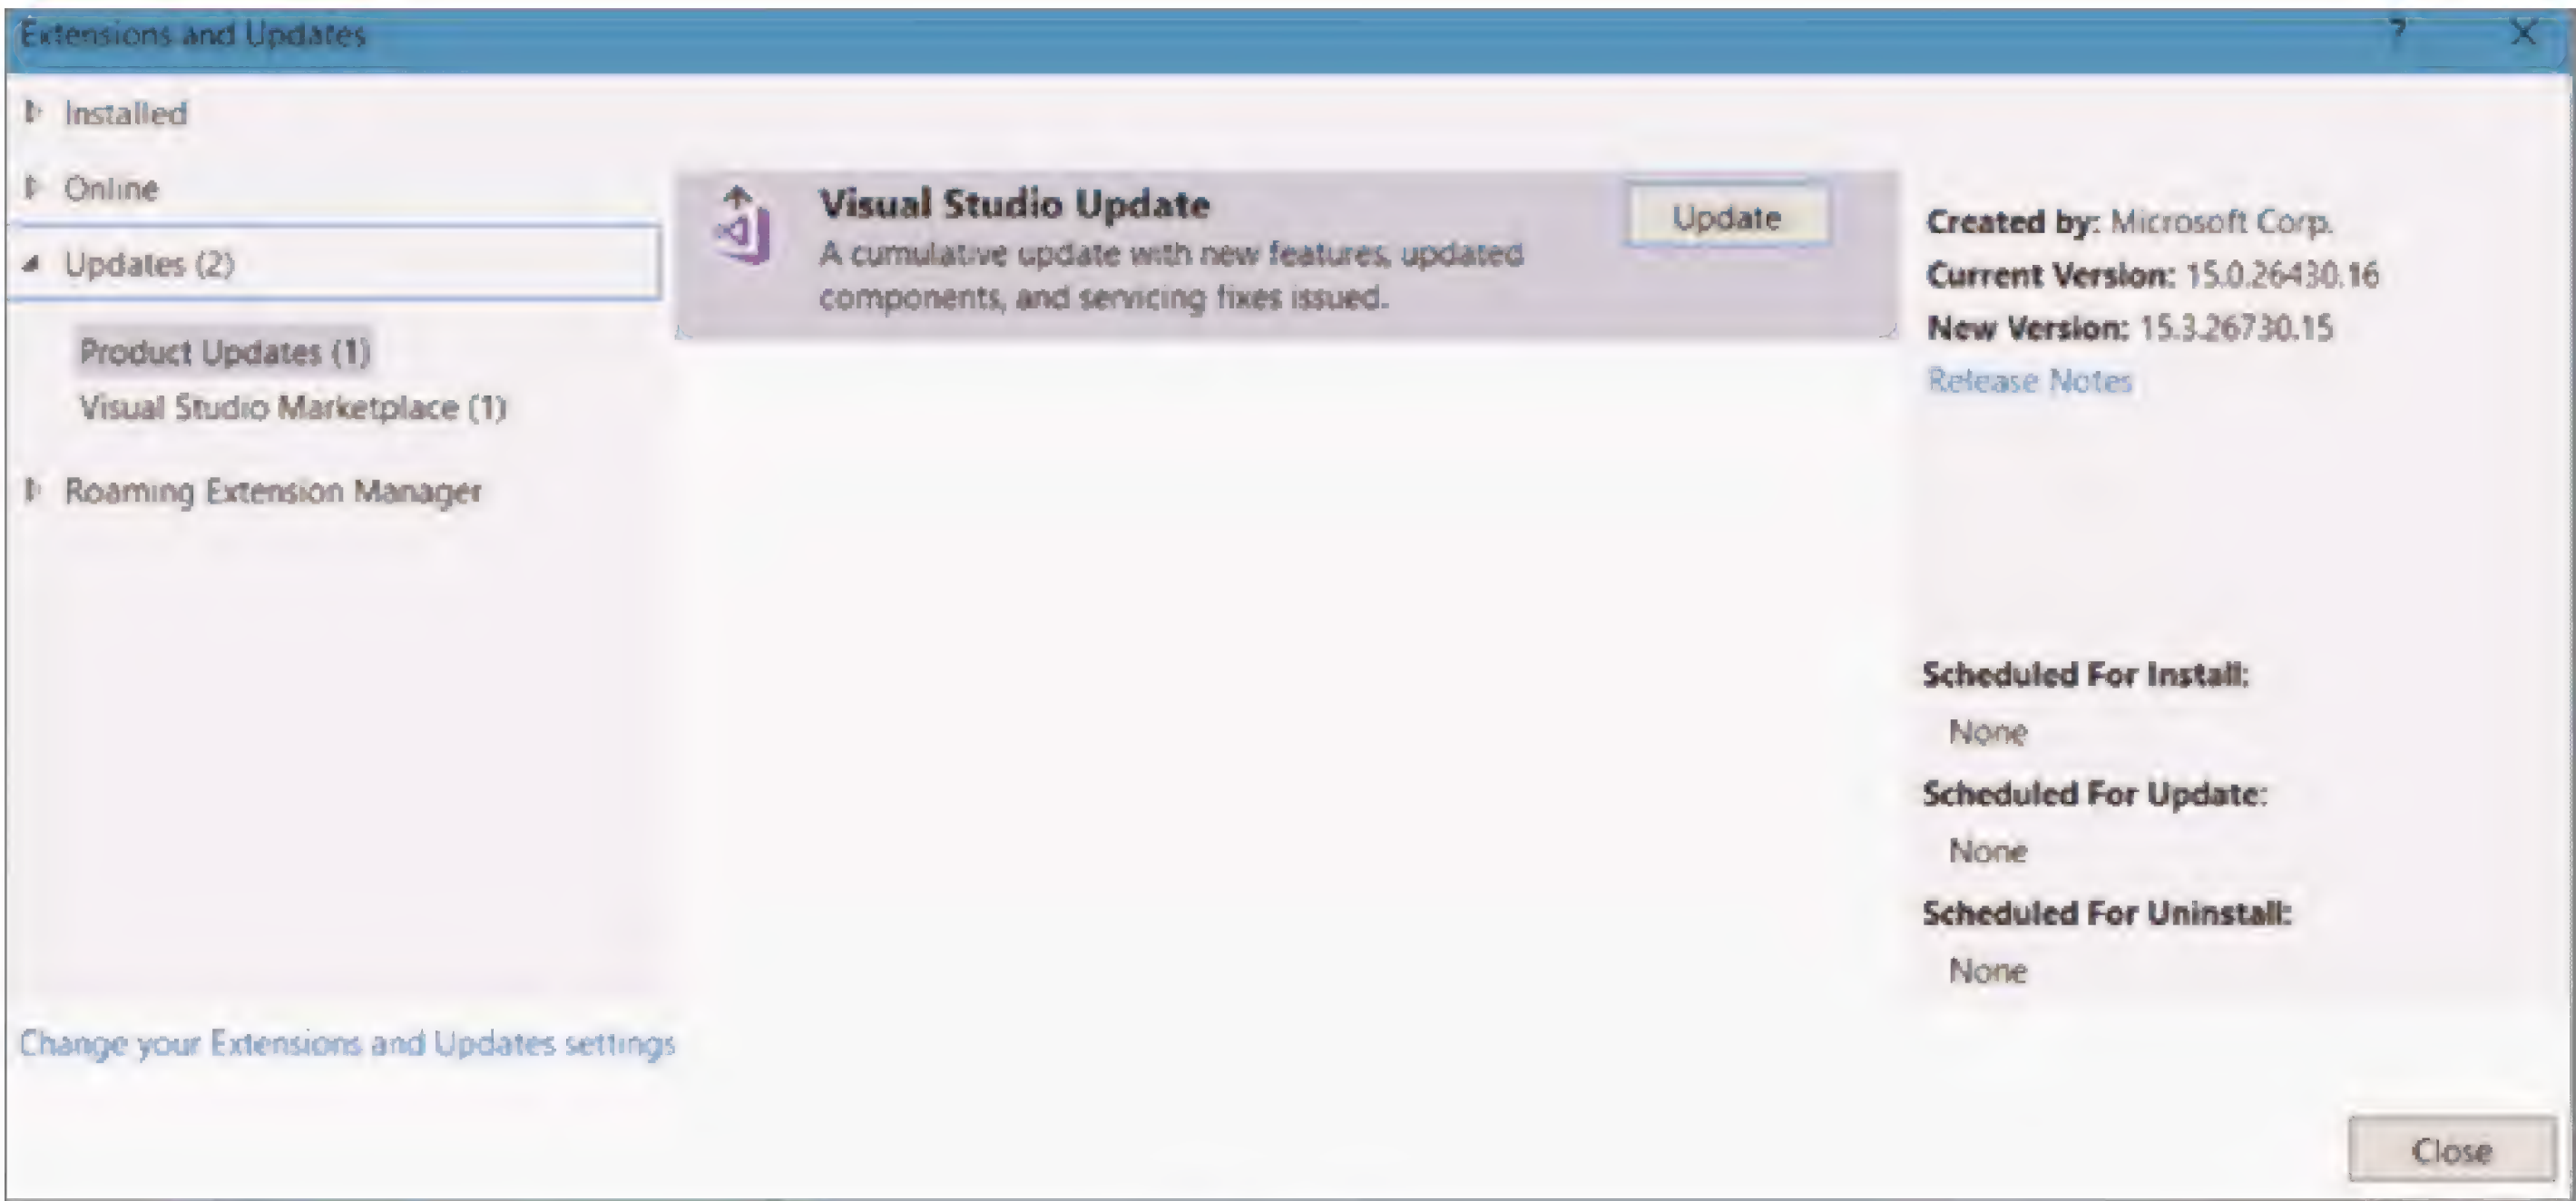 Extensions and Updates
?
Installed
Online
Updates (2)
Product Updates (1)
Visual Studio Marketplace (1)
Roaming Extension Manager
Change your Extensions and Updates settings
Visual Studio Update
Update
A cumulative update with new features, updated
components, and servicing fixes issued.
Created by: Microsoft Corp.
Current Version: 15.0.26430.16
New Version: 15.3.26730.15
Release Notes
Scheduled For Install:
None
Scheduled For Update:
None
Scheduled For Uninstall:
None
Close